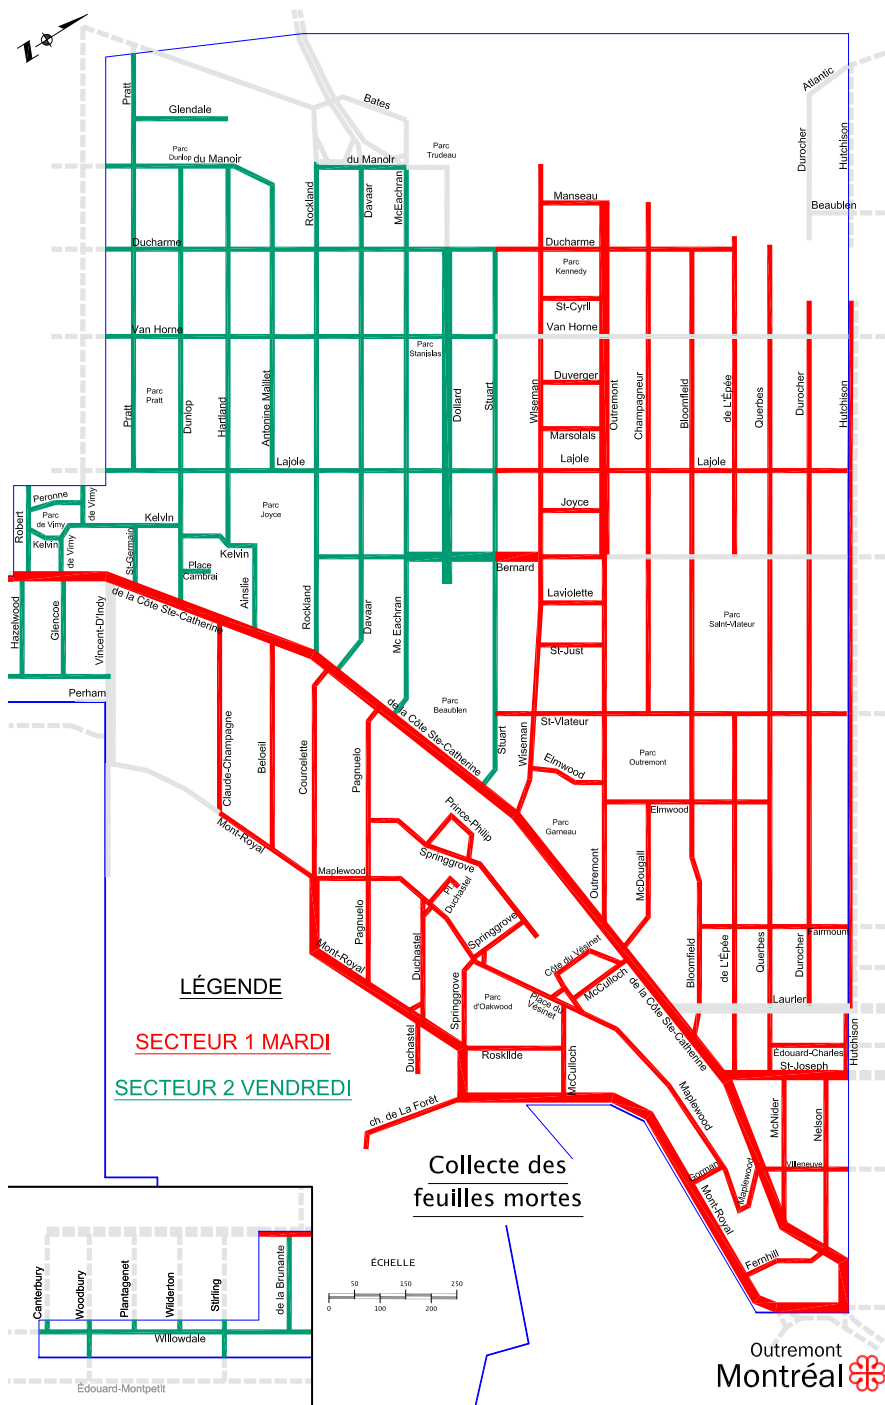 N
Atlantic
Pratt
Bates
Glendale
Durocher
Hutchison
Parc
Trudeau
Parc
Dunlop
du Manoir
du Manoir
Rockland
Davaar
McEachran
Manseau
Beaubien
Ducharme
Ducharme
Parc
Kennedy
St-Cyril
Van Horne
Van Horne
Parc
Stanislas
Duverger
Parc
Pratt
Pratt
Dunlop
Hartland
Antonine Maillet
Dollard
Stuart
Wiseman
Outremont
Champagneur
Bloomfield
de L'Épée
Querbes
Durocher
Hutchison
Marsolais
Lajoie
Lajoie
Lajoie
Peronne
de Vimy
Parc
de Vimy
Robert
Kelvin
Kelvin
de Vimy
St-Germain
Parc
Joyce
Joyce
Kelvin
Place
Cambrai
Ainslie
Bernard
Hazelwood
Glencoe
Vincent-D'Indy
de la Côte Ste-Catherine
Rockland
Davaar
Mc Eachran
Laviolette
Parc
Saint-Viateur
St-Just
Perham
Parc
Beaubien
de la Côte Ste-Catherine
St-Viateur
Claude-Champagne
Beloeil
Courcelette
Pagnuelo
Stuart
Wiseman
Elmwood
Parc
Outremont
Prince-Philip
Parc
Garneau
Elmwood
Mont-Royal
Springgrove
McDougall
Outremont
Maplewood
Pl
Duchastel
Pagnuelo
Duchastel
Springgrove
Mont-Royal
Côte du Vésinet
Fairmount
Bloomfield
de L'Épée
Querbes
Durocher
LÉGENDE
Springgrove
Parc
d'Oakwood
Place du
Vésinet
McCulloch
de la Côte Ste-Catherine
Laurier
SECTEUR 1 MARDI
Duchastel
Roskilde
McCulloch
Édouard-Charles
St-Joseph
Hutchison
SECTEUR 2 VENDREDI
ch. de La Forêt
Maplewood
McNider
Nelson
Collecte des
feuilles mortes
Gorman
Mont-Royal
Maplewood
Villeneuve
Fernhill
ÉCHELLE
50 150 250
0 100 200
Canterbury
Woodbury
Plantagenet
Wilderton
Stirling
de la Brunante
Willowdale
Édouard-Montpetit
Outremont
Montréal